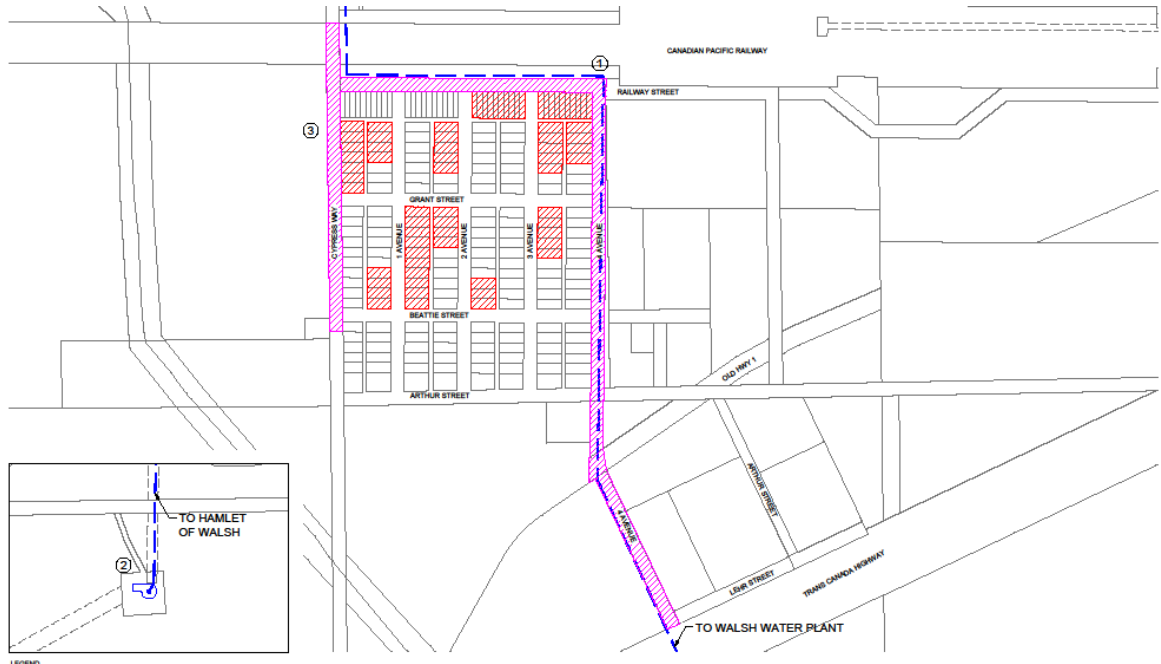 CANADIAN PACIFIC RAILWAY
1
RAILWAY STREET
3
GRANT STREET
CYPRESS WAY
1 AVENUE
2 AVENUE
3 AVENUE
4 AVENUE
BEATTIE STREET
OLD HWY 1
ARTHUR STREET
ARTHUR STREET
4 AVENUE
TO HAMLET
OF WALSH
2
LEHR STREET
TRANS CANADA HIGHWAY
TO WALSH WATER PLANT
LEGEND